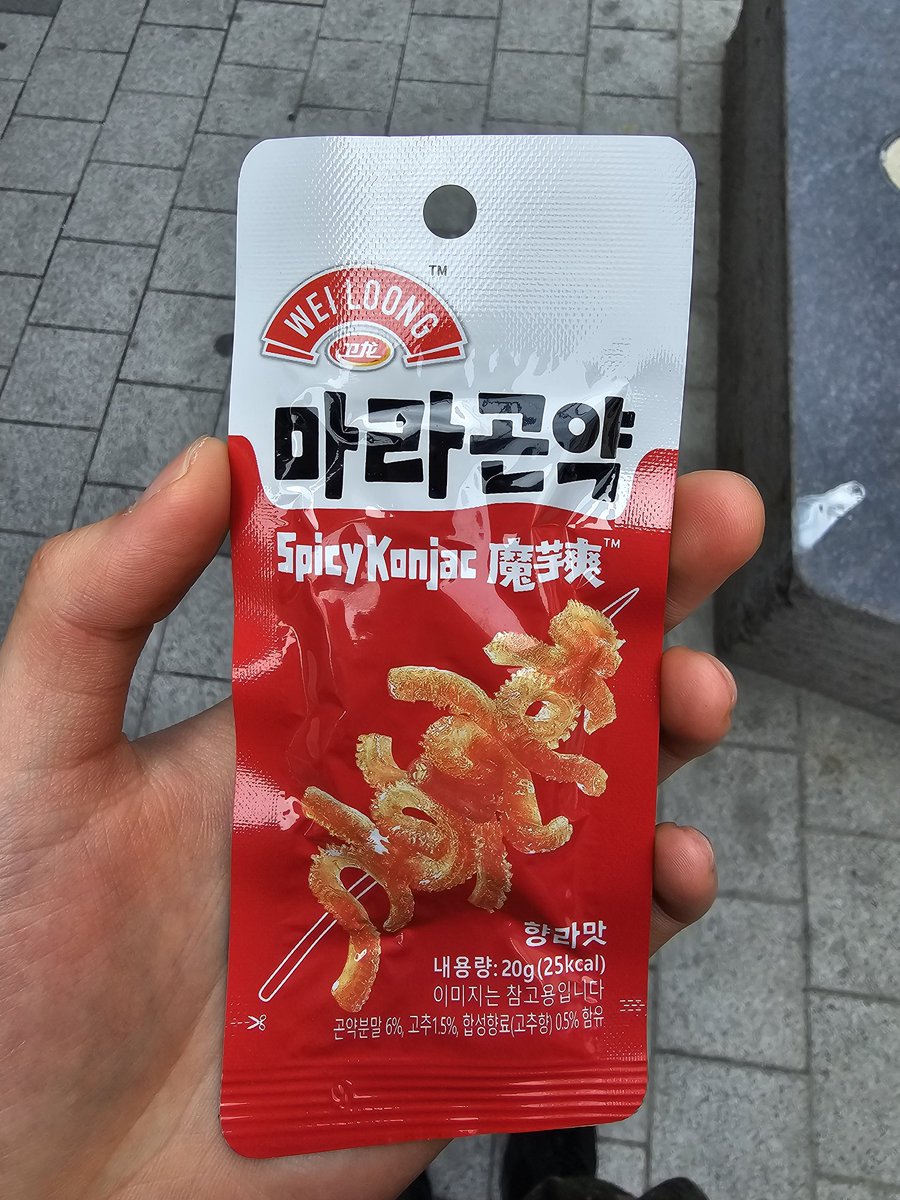 TM
WEI LOONG
卫龙
마라곤약
Spicy Konjac 魔芋爽 TM
향라맛
내용량: 20g(25kcal)
이미지는 참고용입니다
곤약분말 6%, 고추1.5%, 합성향료(고추향) 0.5% 함유